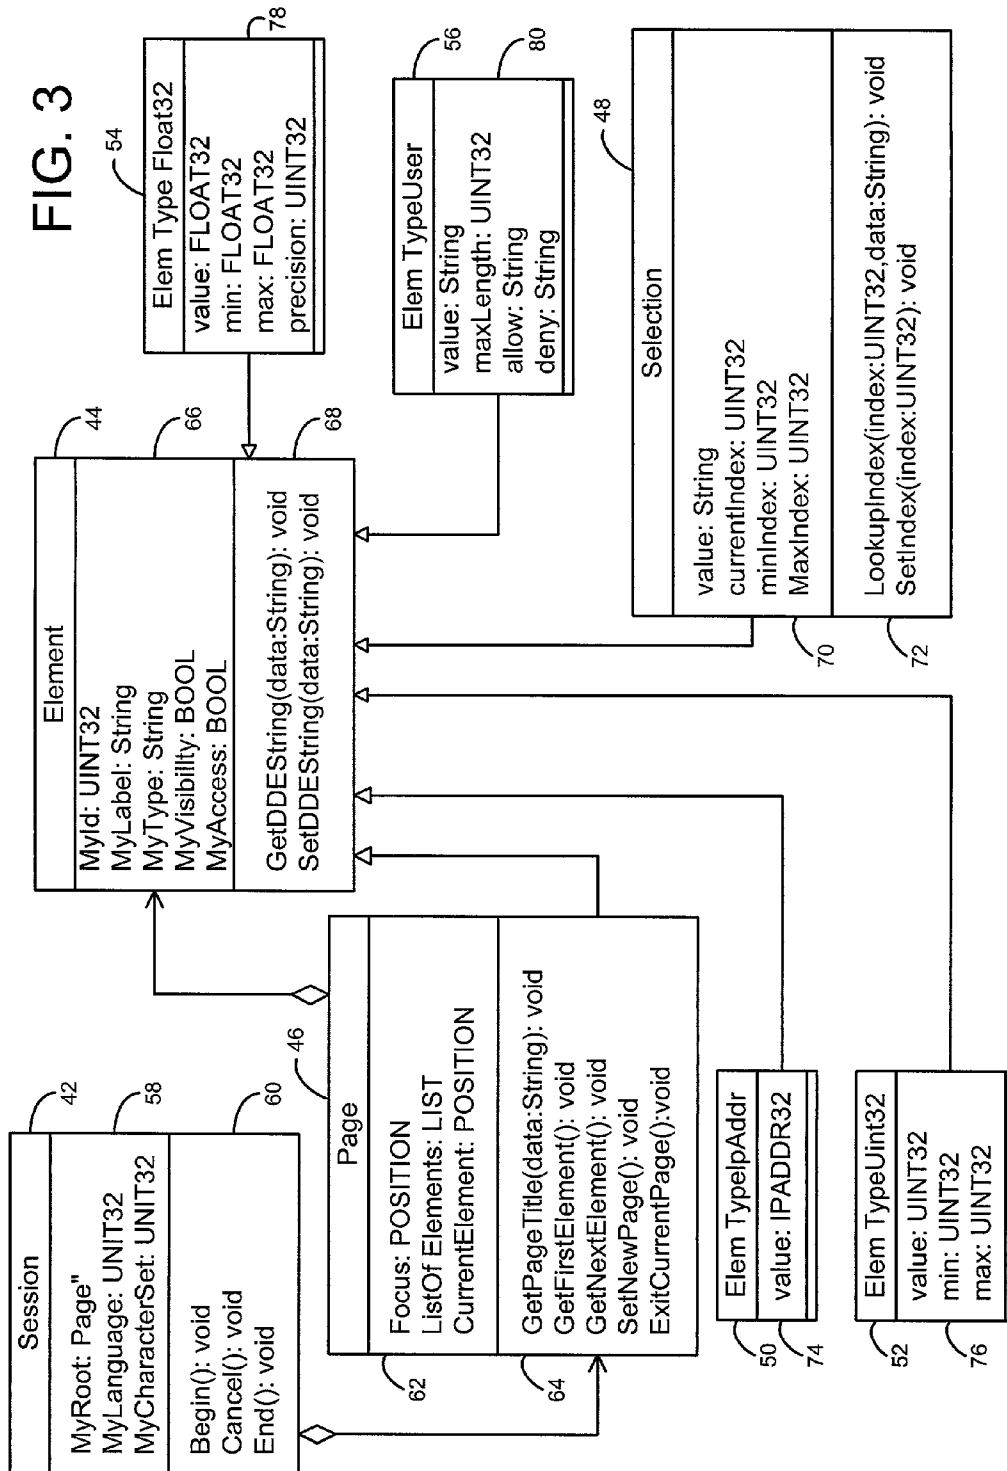 FIG. 3
Session
MyRoot: Page"
MyLanguage: UNIT32
MyCharacterSet: UNIT32
Begin(): void
Cancel(): void
End(): void
42
58
60
Element
MyId: UINT32
MyLabel: String
MyType: String
MyVisibilty: BOOL
MyAccess: BOOL
GetDDEString(data:String): void
SetDDEString(data:String): void
44
66
68
Elem Type Float32
value: FLOAT32
min: FLOAT32
max: FLOAT32
precision: UINT32
54
78
Page
Focus: POSITION
ListOf Elements: LIST
CurrentElement: POSITION
GetPageTitle(data:String): void
GetFirstElement(): void
GetNextElement(): void
SetNewPage(): void
ExitCurrentPage():void
46
62
64
Elem TypeUser
value: String
maxLength: UINT32
allow: String
deny: String
56
80
Elem TypeIpAddr
value: IPADDR32
50
74
Elem TypeUint32
value: UINT32
min: UINT32
max: UINT32
52
76
Selection
value: String
currentIndex: UINT32
minIndex: UINT32
MaxIndex: UINT32
LookupIndex(index:UINT32,data:String): void
SetIndex(index:UINT32): void
48
70
72